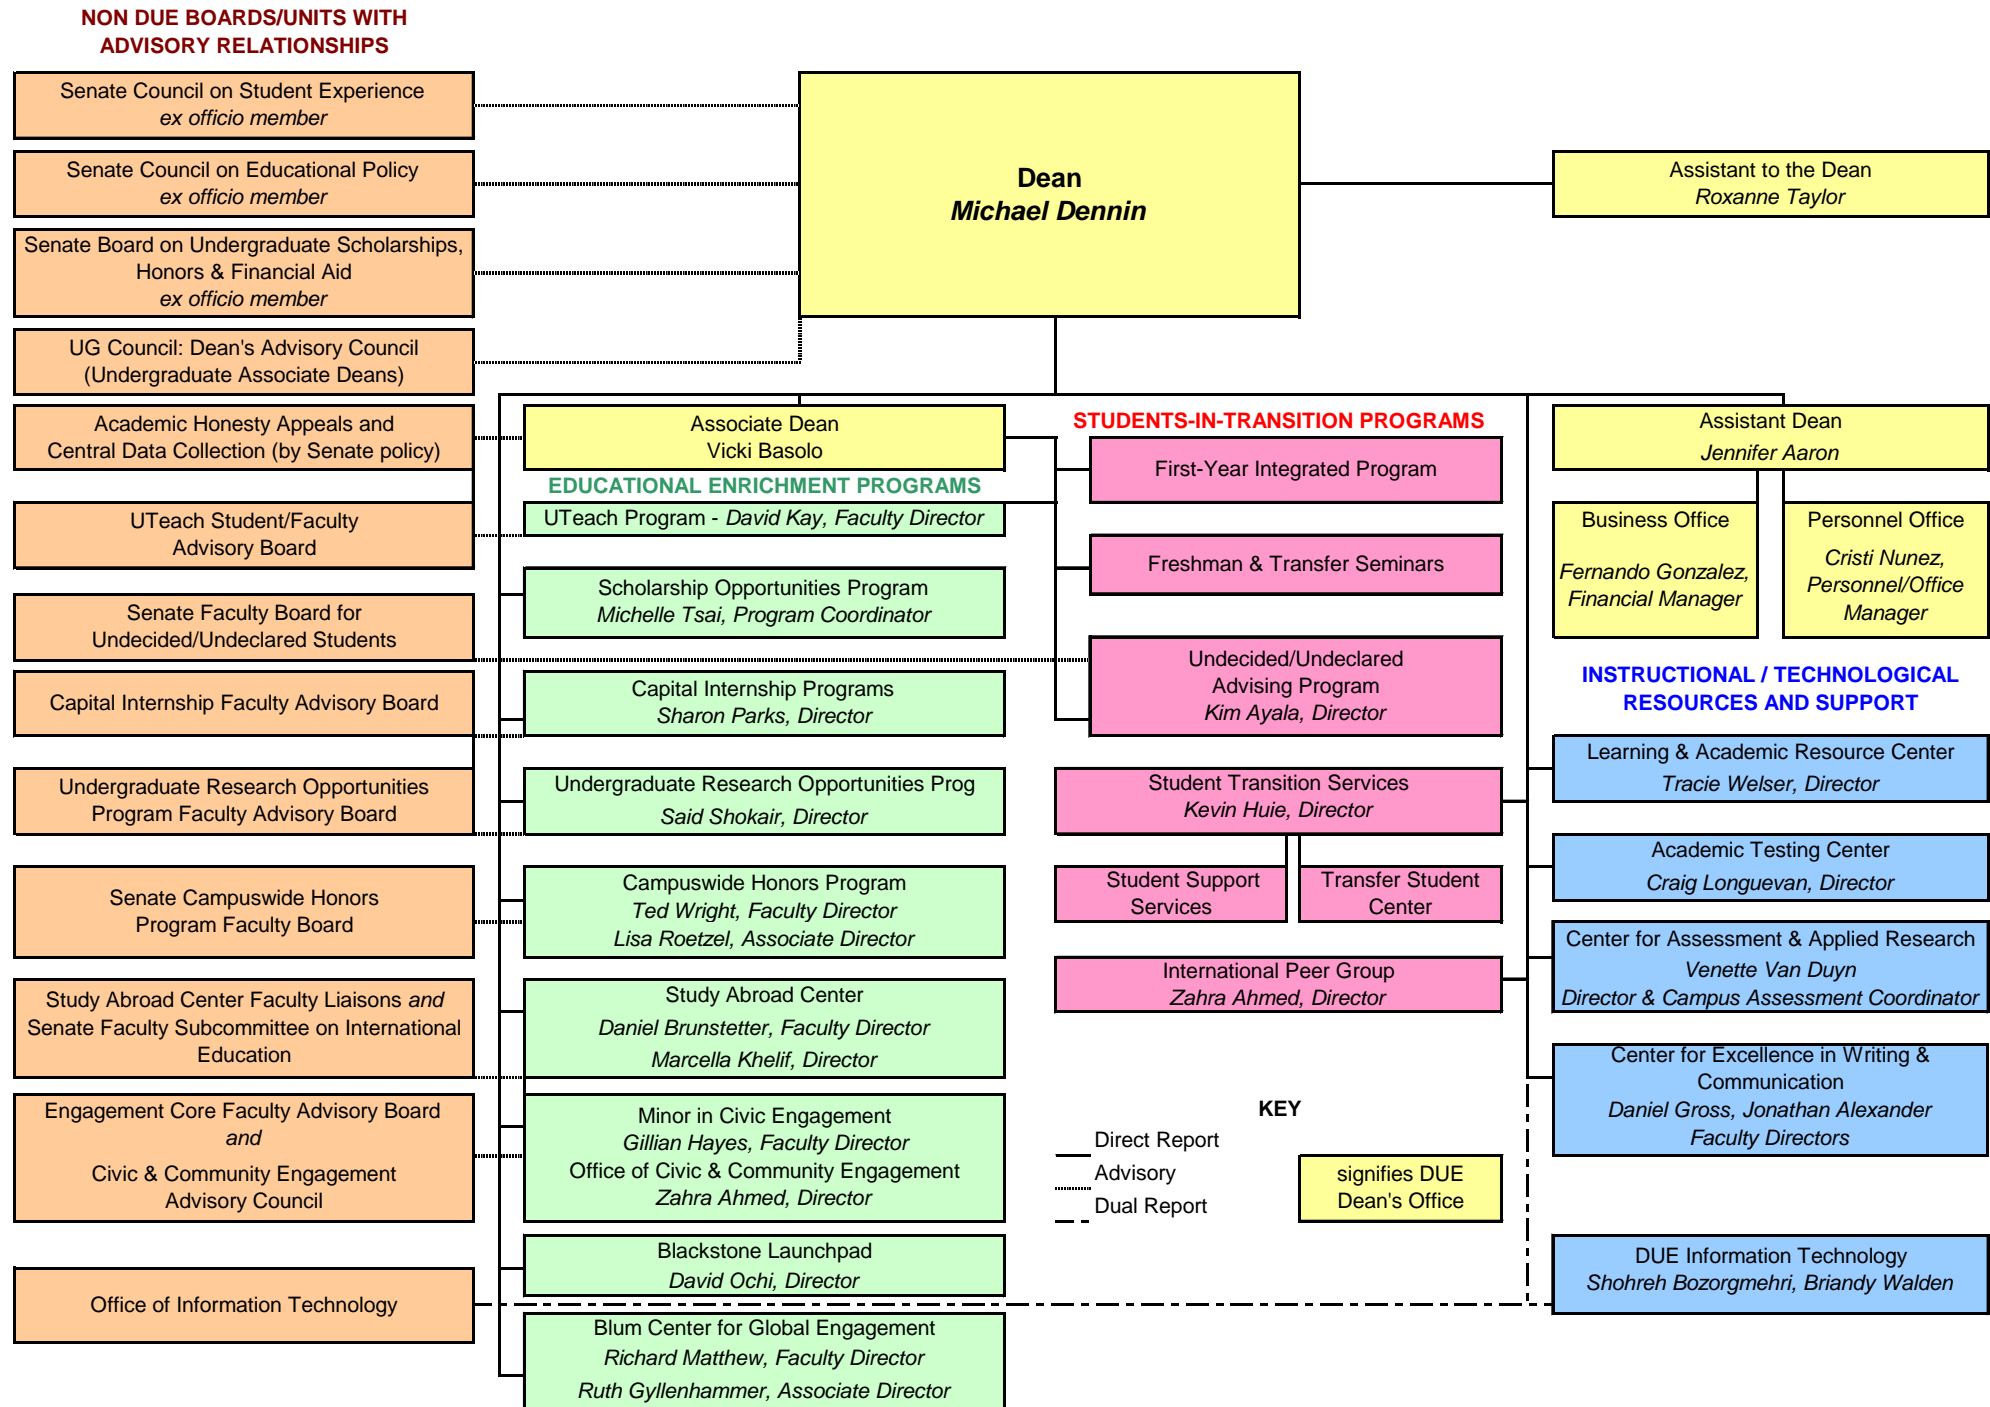 NON DUE BOARDS/UNITS WITH
ADVISORY RELATIONSHIPS
Senate Council on Student Experience
ex officio member
Senate Council on Educational Policy
ex officio member
Senate Board on Undergraduate Scholarships,
Honors & Financial Aid
ex officio member
UG Council: Dean's Advisory Council
(Undergraduate Associate Deans)
Academic Honesty Appeals and
Central Data Collection (by Senate policy)
UTeach Student/Faculty
Advisory Board
Senate Faculty Board for
Undecided/Undeclared Students
Capital Internship Faculty Advisory Board
Undergraduate Research Opportunities
Program Faculty Advisory Board
Senate Campuswide Honors
Program Faculty Board
Study Abroad Center Faculty Liaisons and
Senate Faculty Subcommittee on International
Education
Engagement Core Faculty Advisory Board
and
Civic & Community Engagement
Advisory Council
Office of Information Technology
Dean
Michael Dennin
Assistant to the Dean
Roxanne Taylor
Associate Dean
Vicki Basolo
EDUCATIONAL ENRICHMENT PROGRAMS
UTeach Program - David Kay, Faculty Director
Scholarship Opportunities Program
Michelle Tsai, Program Coordinator
Capital Internship Programs
Sharon Parks, Director
Undergraduate Research Opportunities Prog
Said Shokair, Director
Campuswide Honors Program
Ted Wright, Faculty Director
Lisa Roetzel, Associate Director
Study Abroad Center
Daniel Brunstetter, Faculty Director
Marcella Khelif, Director
Minor in Civic Engagement
Gillian Hayes, Faculty Director
Office of Civic & Community Engagement
Zahra Ahmed, Director
Blackstone Launchpad
David Ochi, Director
Blum Center for Global Engagement
Richard Matthew, Faculty Director
Ruth Gyllenhammer, Associate Director
STUDENTS-IN-TRANSITION PROGRAMS
First-Year Integrated Program
Freshman & Transfer Seminars
Undecided/Undeclared
Advising Program
Kim Ayala, Director
Student Transition Services
Kevin Huie, Director
Student Support
Services
Transfer Student
Center
International Peer Group
Zahra Ahmed, Director
KEY
Direct Report
Advisory
Dual Report
signifies DUE
Dean's Office
Assistant Dean
Jennifer Aaron
Business Office
Fernando Gonzalez,
Financial Manager
Personnel Office
Cristi Nunez,
Personnel/Office
Manager
INSTRUCTIONAL / TECHNOLOGICAL
RESOURCES AND SUPPORT
Learning & Academic Resource Center
Tracie Welser, Director
Academic Testing Center
Craig Longuevan, Director
Center for Assessment & Applied Research
Venette Van Duyn
Director & Campus Assessment Coordinator
Center for Excellence in Writing &
Communication
Daniel Gross, Jonathan Alexander
Faculty Directors
DUE Information Technology
Shohreh Bozorgmehri, Briandy Walden